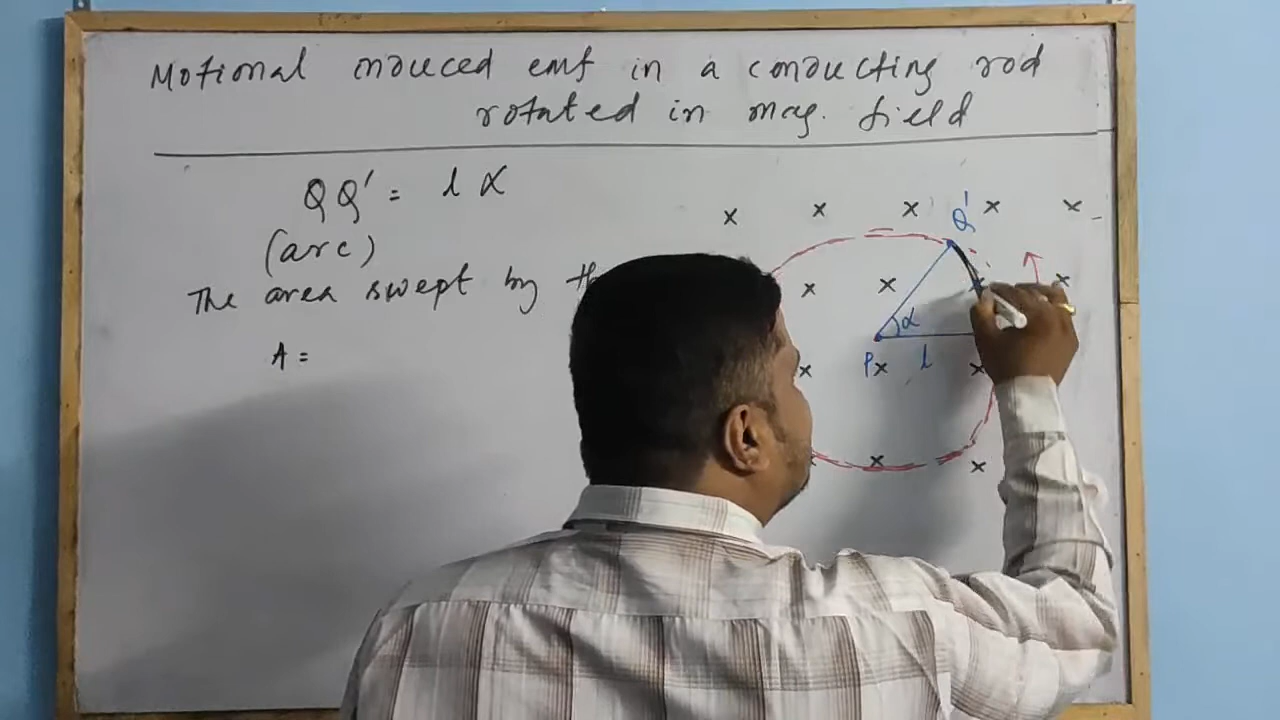 Motional induced emf in a conducting rod
rotated in mag. field
QQ' = l α
(arc)
The area swept by
A =
Q'
α
P
l